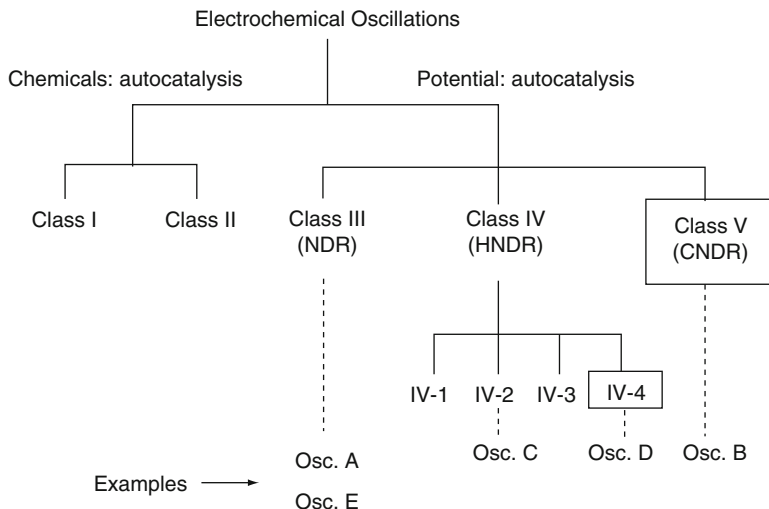 Electrochemical Oscillations
Chemicals: autocatalysis
Potential: autocatalysis
Class I
Class II
Class III
(NDR)
Class IV
(HNDR)
Class V
(CNDR)
IV-1
IV-2
IV-3
IV-4
Osc. A
Osc. C
Osc. D
Osc. B
Examples
Osc. E